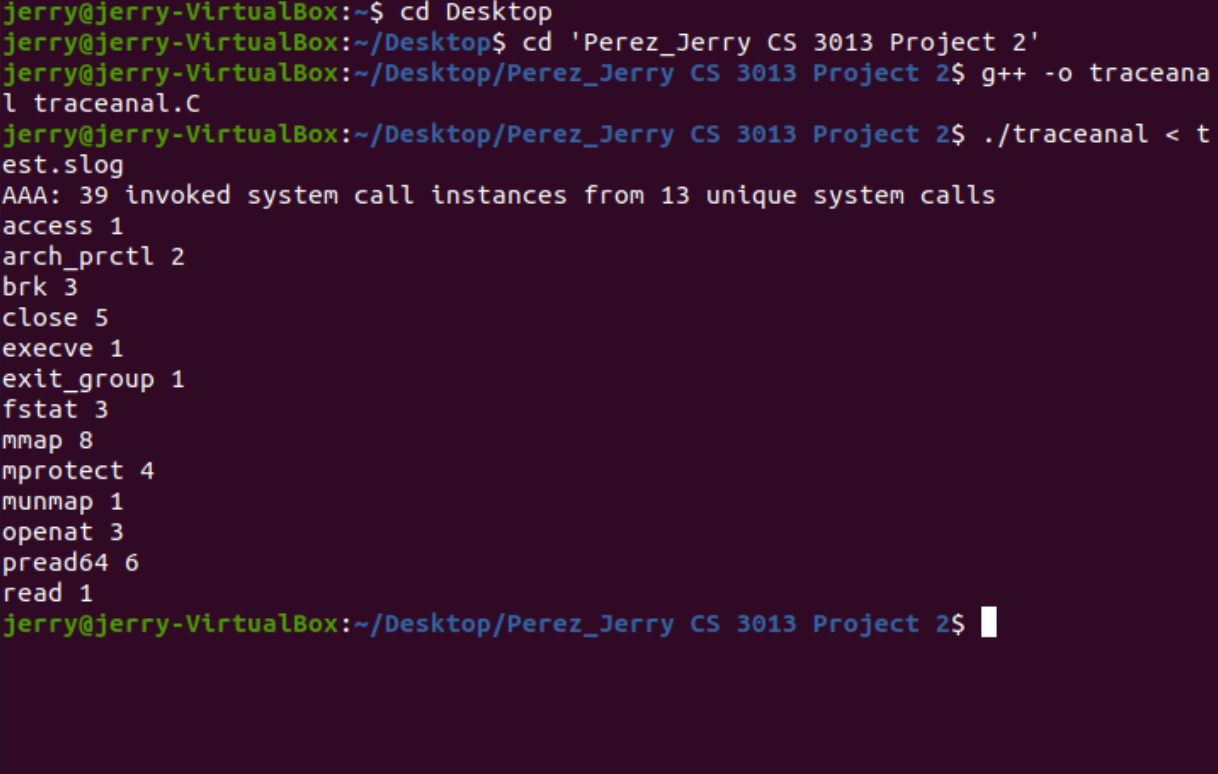 jerry@jerry-VirtualBox:~$ cd Desktop
jerry@jerry-VirtualBox:~/Desktop$ cd 'Perez_Jerry CS 3013 Project 2'
jerry@jerry-VirtualBox:~/Desktop/Perez_Jerry CS 3013 Project 2$ g++ -o traceana
l traceanal.C
jerry@jerry-VirtualBox:~/Desktop/Perez_Jerry CS 3013 Project 2$ ./traceanal < t
est.slog
AAA: 39 invoked system call instances from 13 unique system calls
access 1
arch_prctl 2
brk 3
close 5
execve 1
exit_group 1
fstat 3
mmap 8
mprotect 4
munmap 1
openat 3
pread64 6
read 1
jerry@jerry-VirtualBox:~/Desktop/Perez_Jerry CS 3013 Project 2$